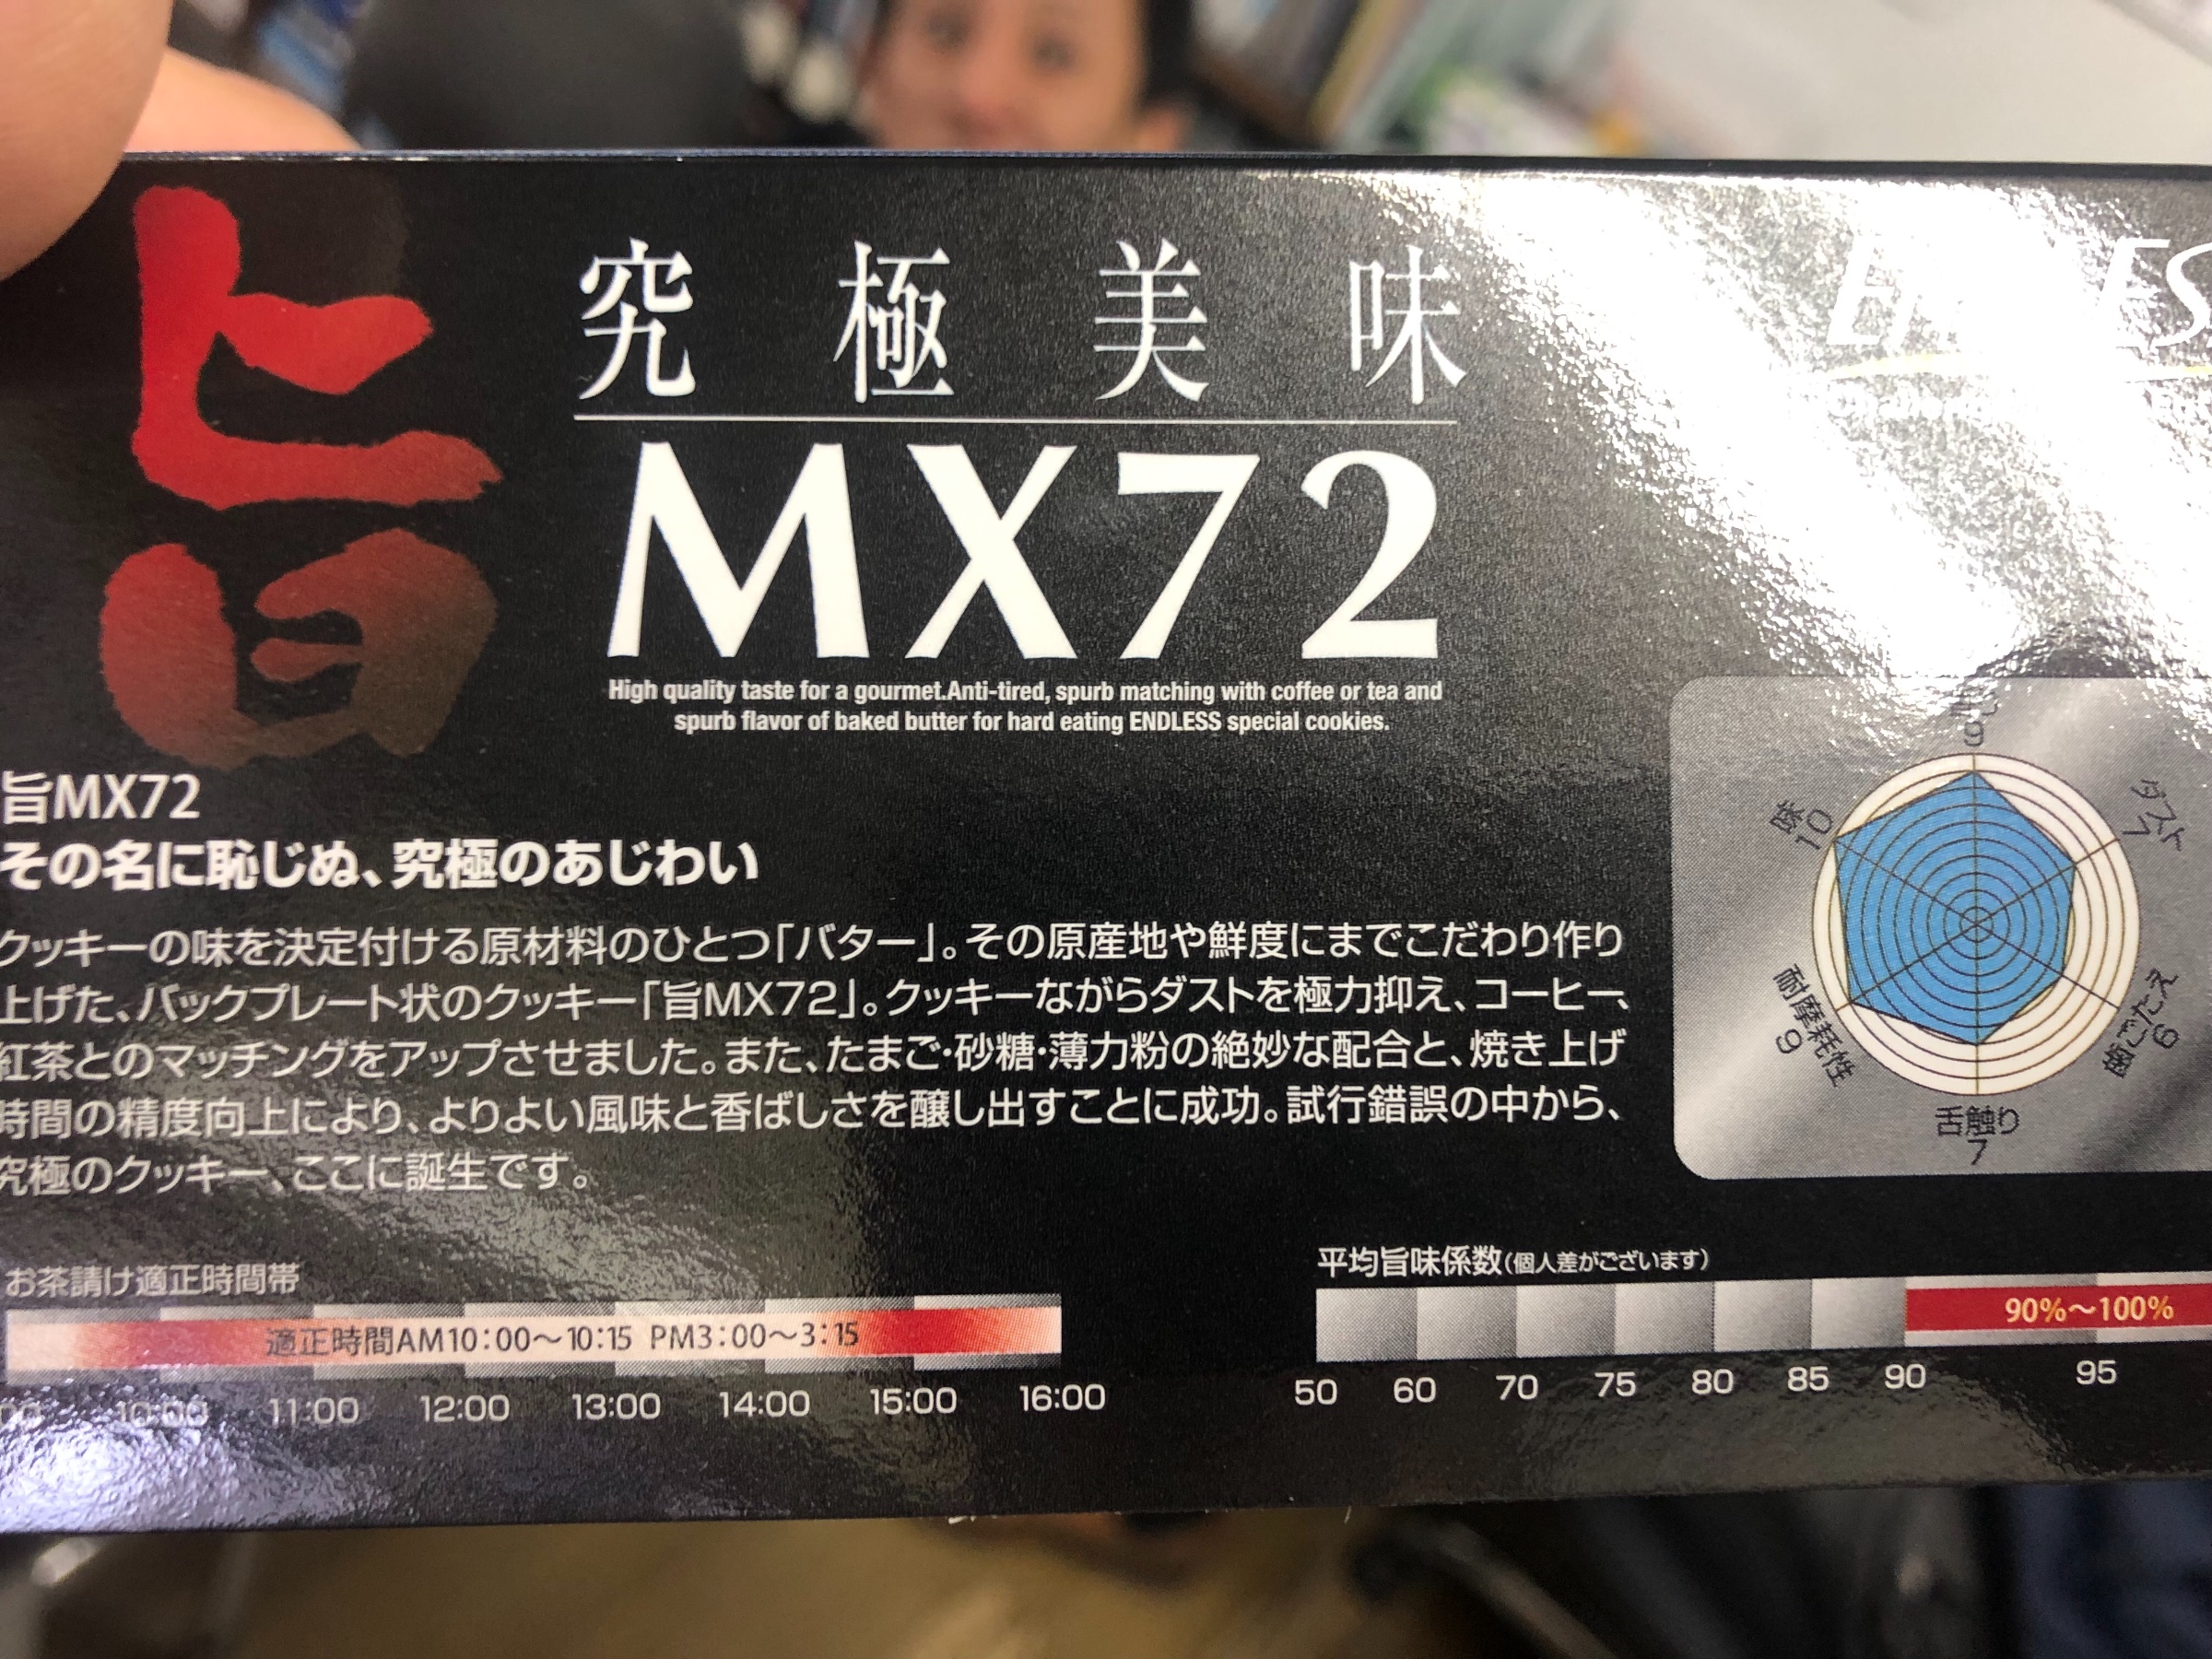 旨
究極美味
MX72
High quality taste for a gourmet.Anti-tired, spurb matching with coffee or tea and
spurb flavor of baked butter for hard eating ENDLESS special cookies.
旨MX72
その名に恥じぬ、究極のあじわい
クッキーの味を決定付ける原材料のひとつ「バター」。その原産地や鮮度にまでこだわり作り
上げた、バックプレート状のクッキー「旨MX72」。クッキーながらダストを極力抑え、コーヒー、
紅茶とのマッチングをアップさせました。また、たまご・砂糖・薄力粉の絶妙な配合と、焼き上げ
時間の精度向上により、よりよい風味と香ばしさを醸し出すことに成功。試行錯誤の中から、
究極のクッキー、ここに誕生です。
9
ダスト
7
歯ごたえ
6
舌触り
7
耐摩耗性
9
味
10
お茶請け適正時間帯
適正時間AM10:00〜10:15 PM3:00〜3:15
10:00 11:00 12:00 13:00 14:00 15:00 16:00
平均旨味係数(個人差がございます)
90%〜100%
50 60 70 75 80 85 90 95